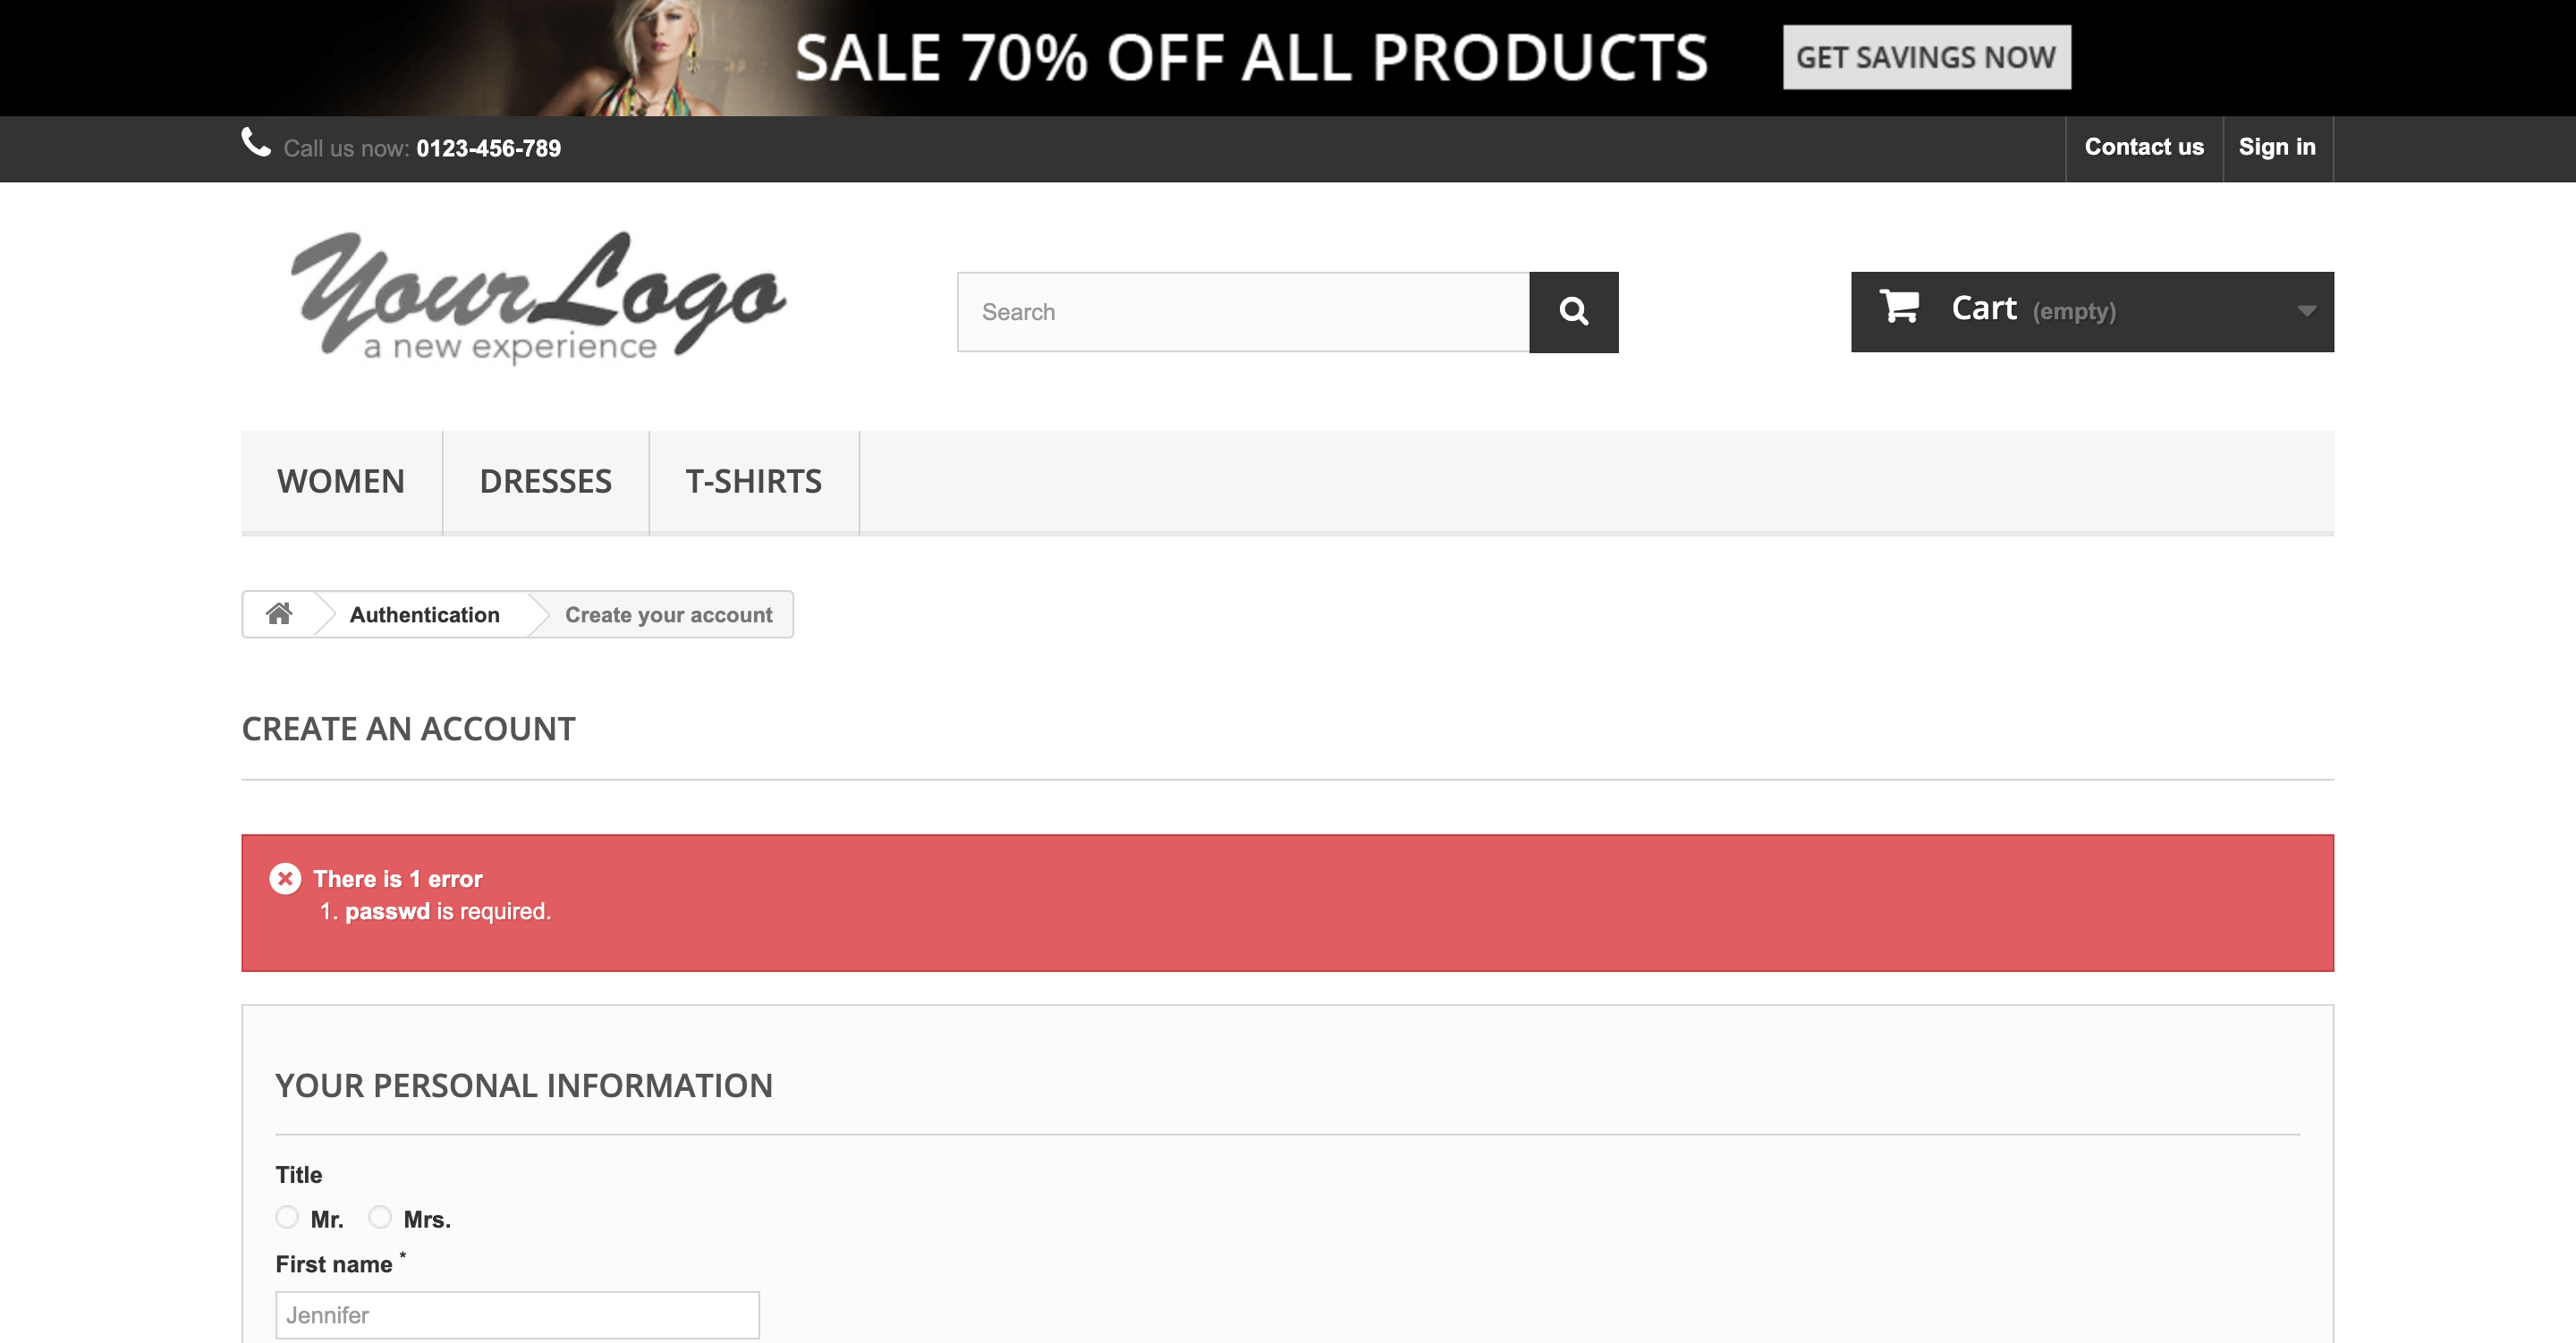 SALE 70% OFF ALL PRODUCTS
GET SAVINGS NOW
Call us now: 0123-456-789
Contact us
Sign in
YourLogo
a new experience
Search
Cart (empty)
WOMEN
DRESSES
T-SHIRTS
Authentication
Create your account
CREATE AN ACCOUNT
There is 1 error
1. passwd is required.
YOUR PERSONAL INFORMATION
Title
Mr.
Mrs.
First name *
Jennifer